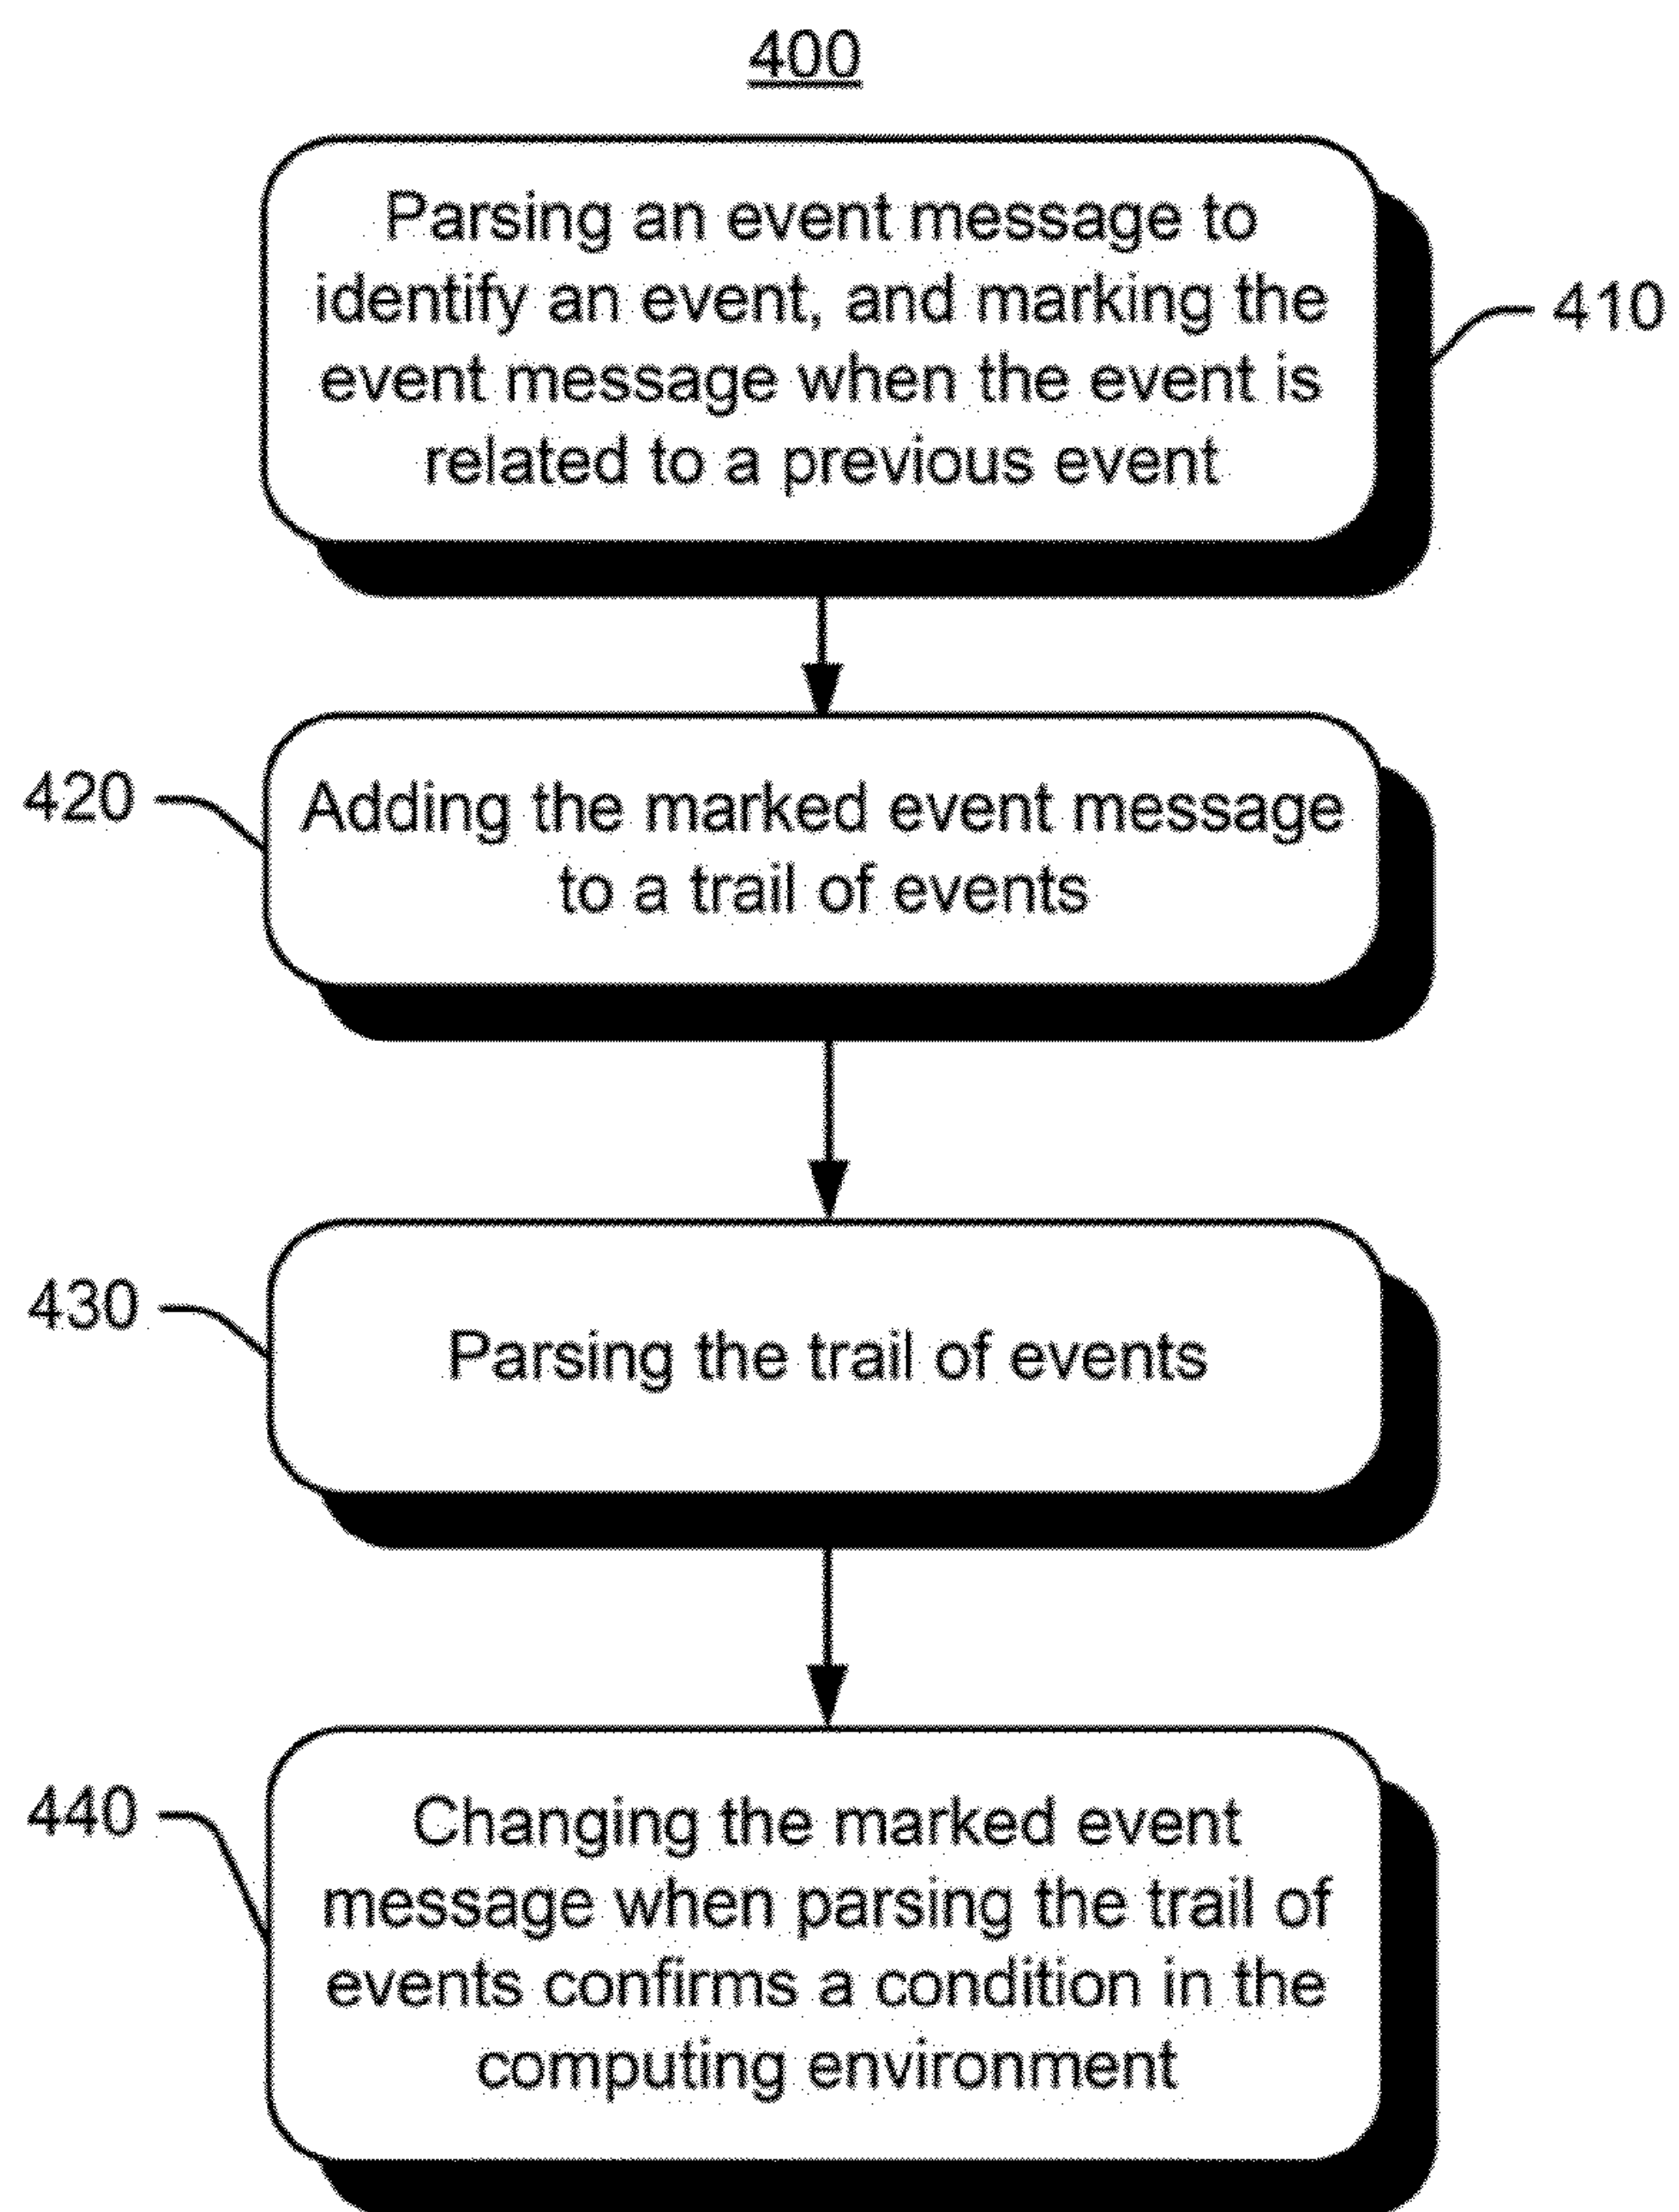 400
Parsing an event message to
identify an event, and marking the
event message when the event is
related to a previous event
410
420
Adding the marked event message
to a trail of events
430
Parsing the trail of events
440
Changing the marked event
message when parsing the trail of
events confirms a condition in the
computing environment